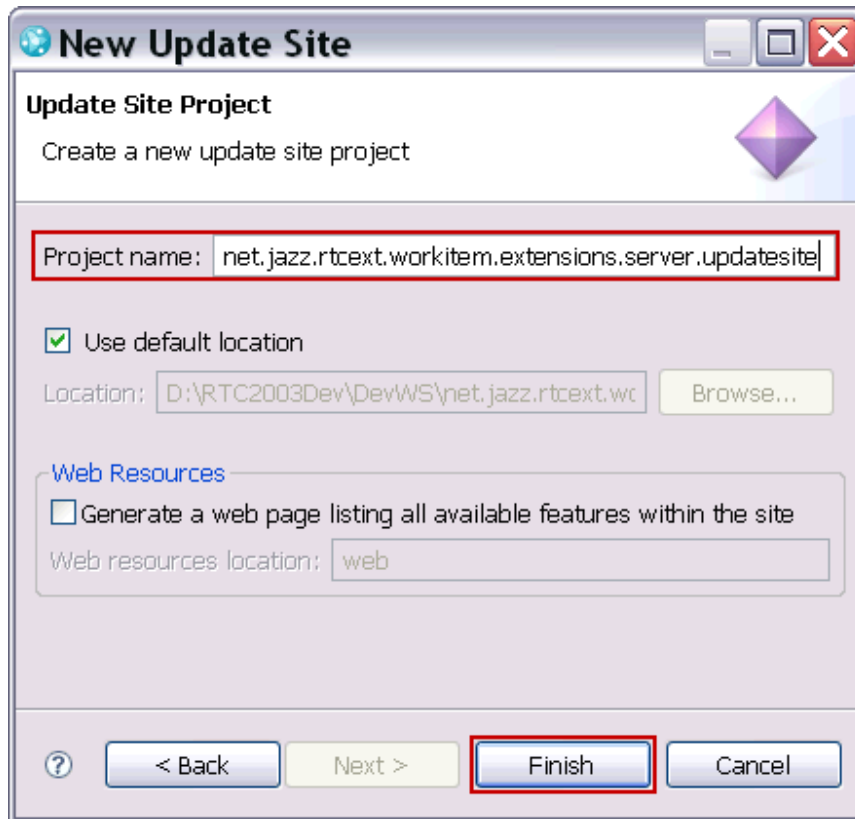 New Update Site
Update Site Project
Create a new update site project
Project name: net.jazz.rtcext.workitem.extensions.server.updatesite
Use default location
Location: D:\RTC2003Dev\DevWS\net.jazz.rtcext.wc Browse...
Web Resources
Generate a web page listing all available features within the site
Web resources location: web
? < Back Next > Finish Cancel